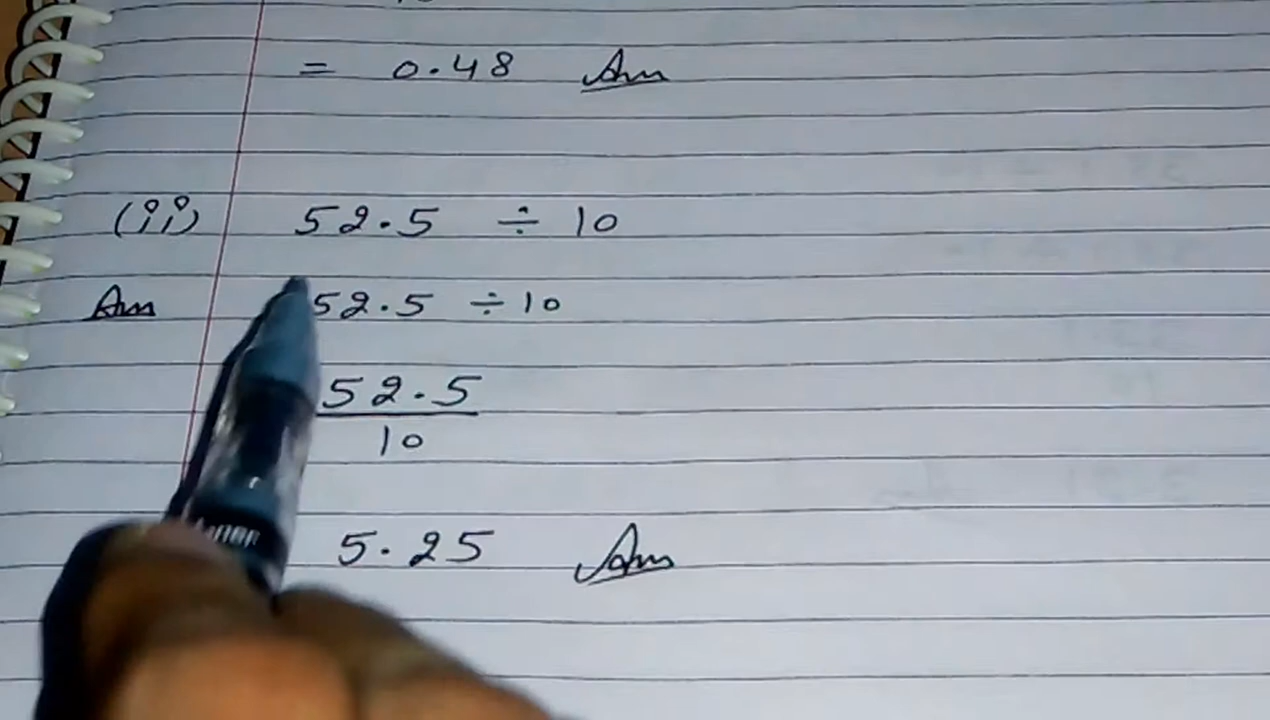 = 0.48 Ans
(ii) 52.5 ÷ 10
Ans 52.5 ÷ 10
52.5
10
5.25 Ans